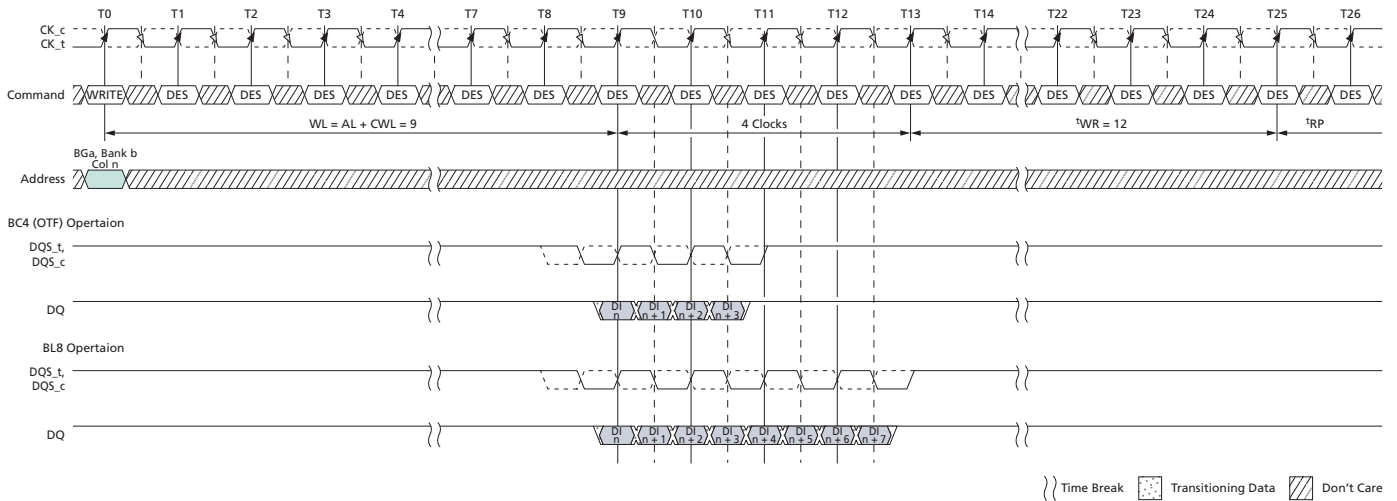 T0 T1 T2 T3 T4 T7 T8 T9 T10 T11 T12 T13 T14 T22 T23 T24 T25 T26
CK_c
CK_t
Command WRITE DES DES DES DES DES DES DES DES DES DES DES DES DES DES DES DES DES
WL = AL + CWL = 9 4 Clocks tWR = 12 tRP
BGa, Bank b
Col n
Address
BC4 (OTF) Opertaion
DQS_t,
DQS_c
DQ DI n DI n + 1 DI n + 2 DI n + 3
BL8 Opertaion
DQS_t,
DQS_c
DQ DI n DI n + 1 DI n + 2 DI n + 3 DI n + 4 DI n + 5 DI n + 6 DI n + 7
Time Break Transitioning Data Don't Care